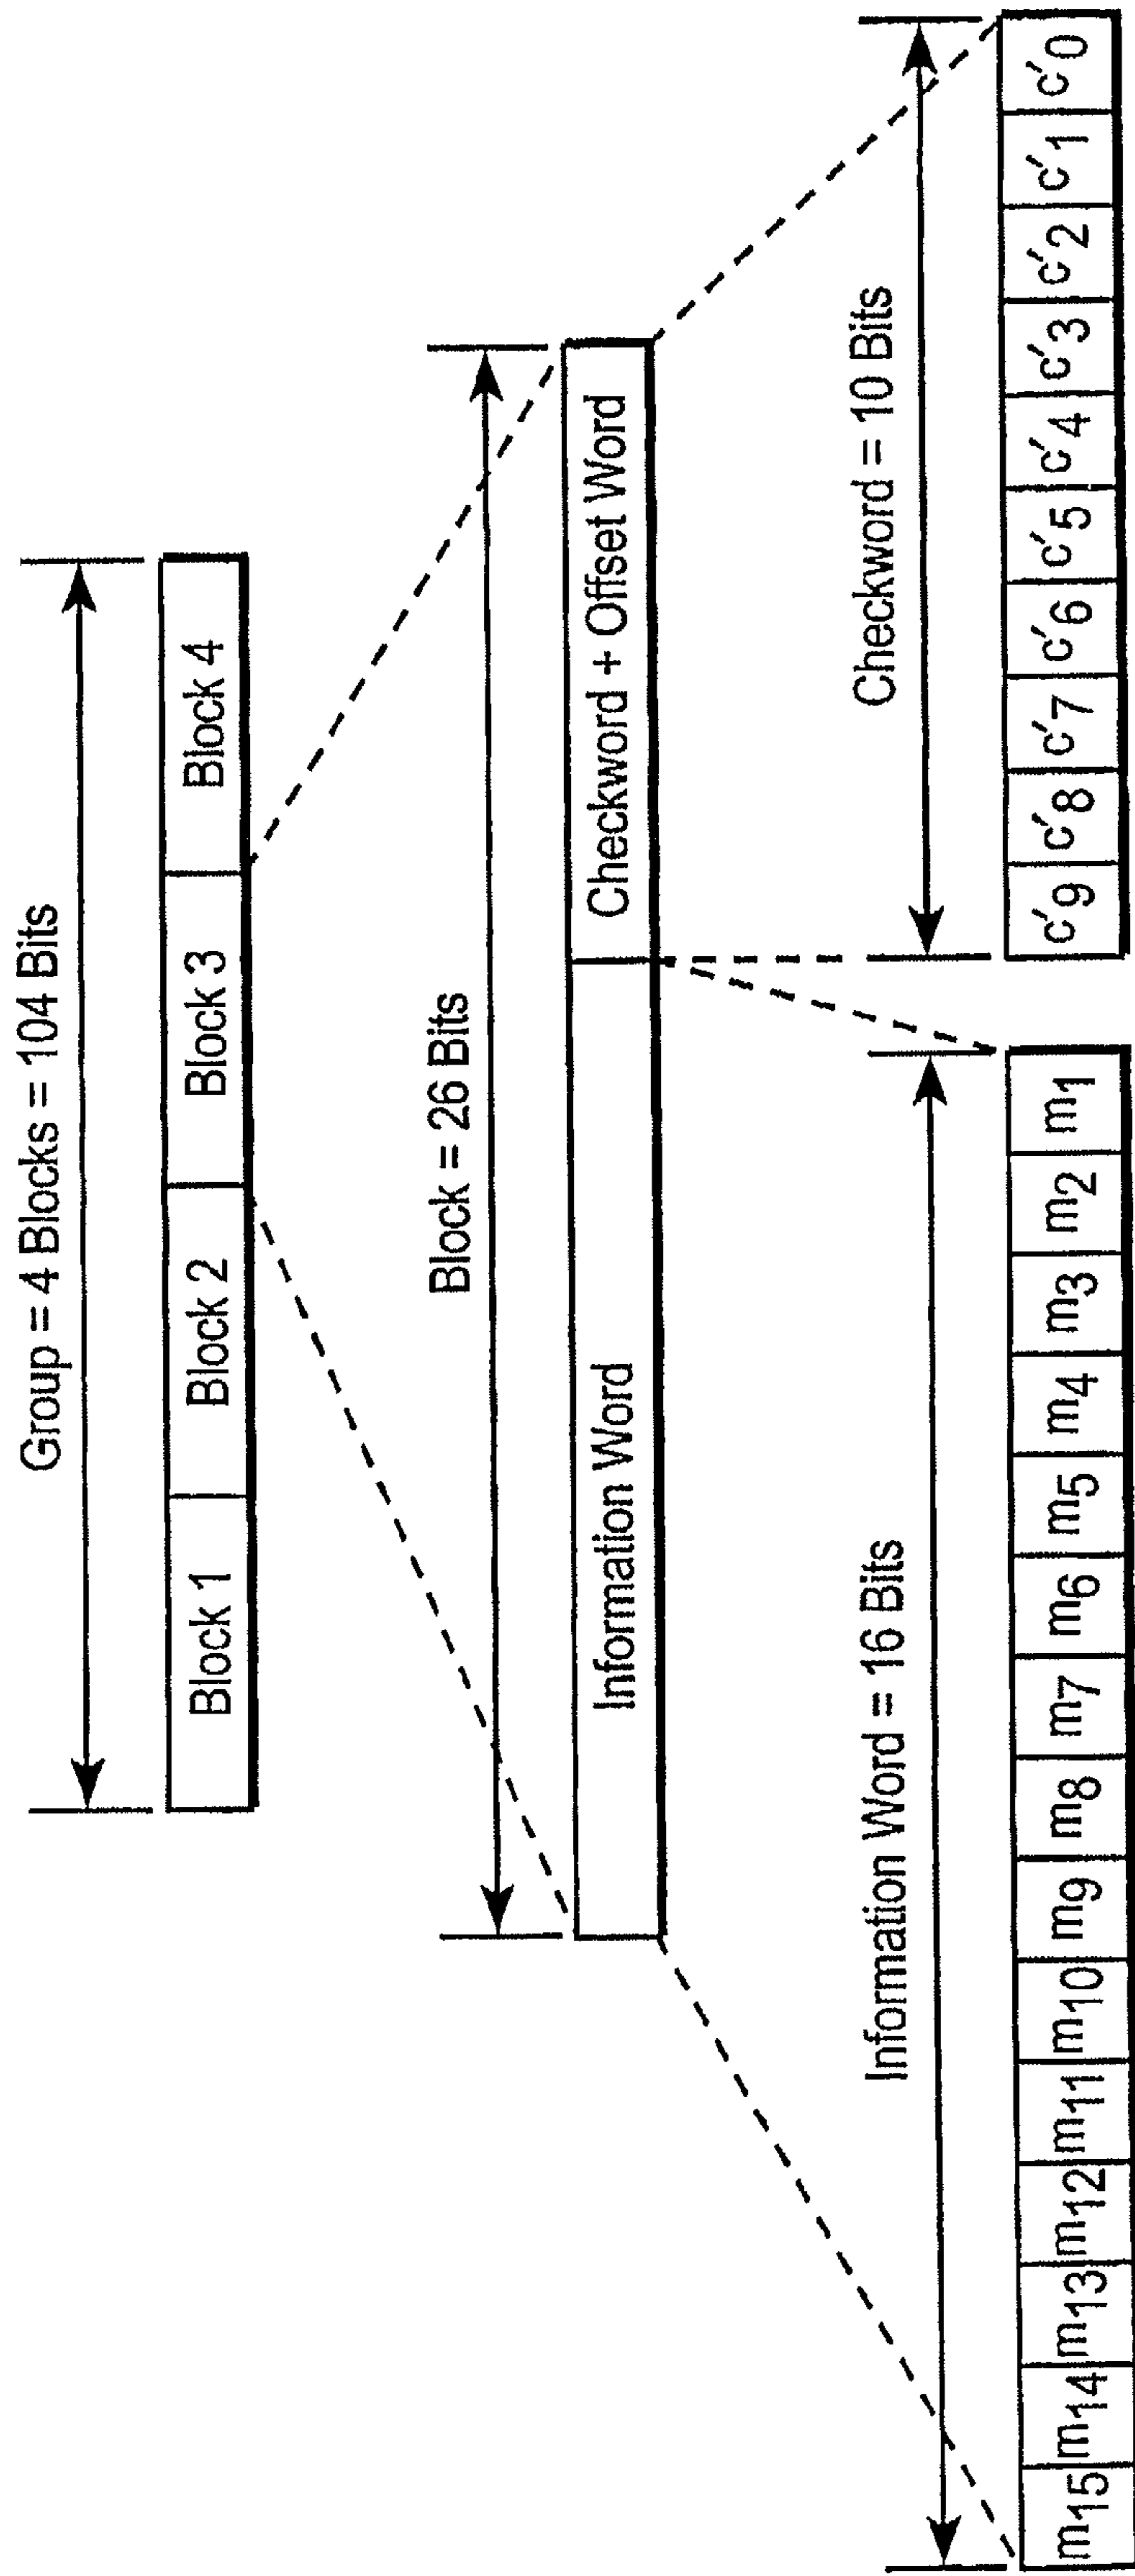 Group = 4 Blocks = 104 Bits
Block 1 Block 2 Block 3 Block 4
Block = 26 Bits
Information Word Checkword + Offset Word
Information Word = 16 Bits Checkword = 10 Bits
m15 m14 m13 m12 m11 m10 m9 m8 m7 m6 m5 m4 m3 m2 m1 c'9 c'8 c'7 c'6 c'5 c'4 c'3 c'2 c'1 c'0